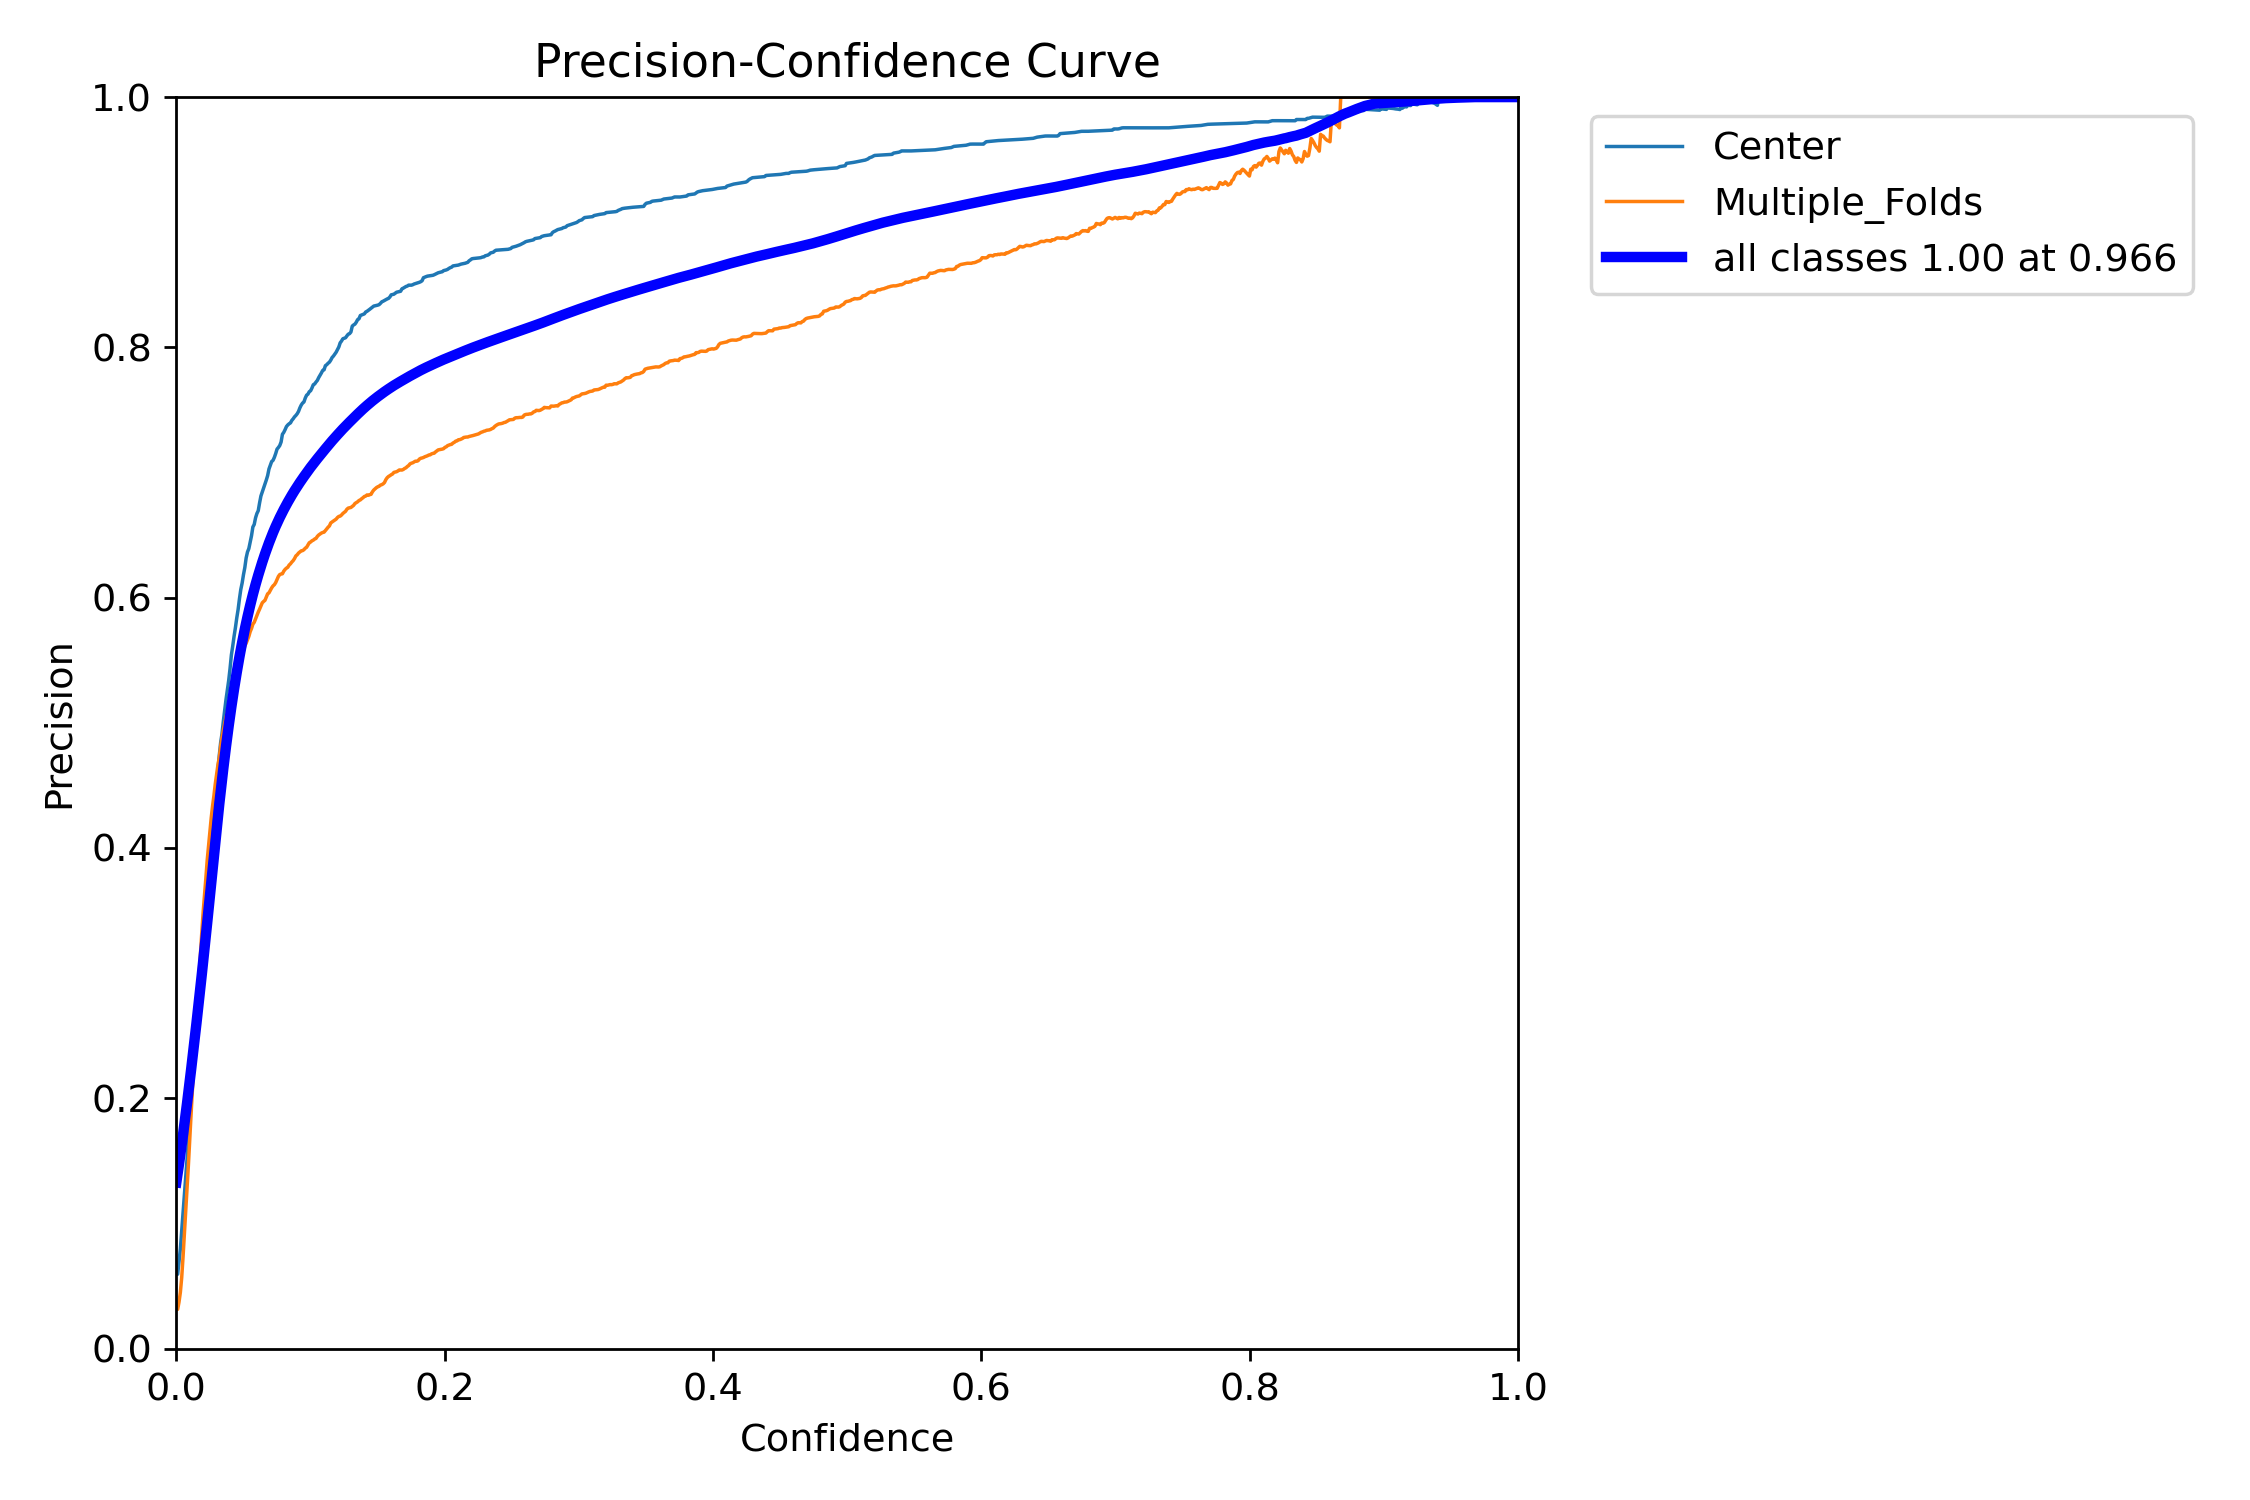 Precision-Confidence Curve
Center
Multiple_Folds
all classes 1.00 at 0.966
Precision
1.0
0.8
0.6
0.4
0.2
0.0
0.0 0.2 0.4 0.6 0.8 1.0
Confidence